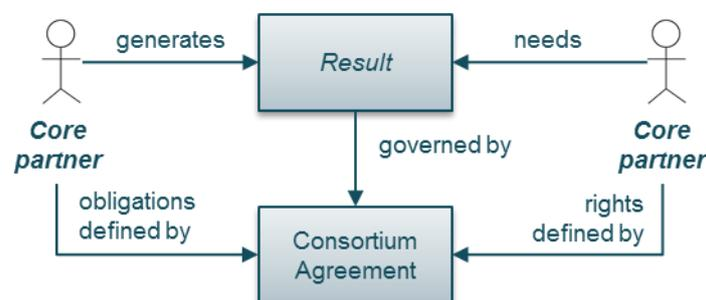 generates
Result
needs
Core
partner
governed by
Core
partner
obligations
defined by
Consortium
Agreement
rights
defined by